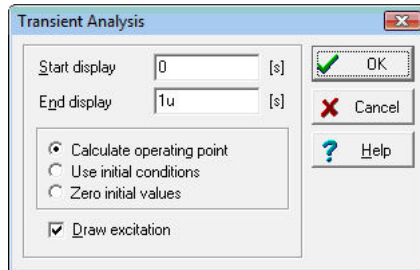 Transient Analysis
Start display 0 [s]
End display 1u [s]
Calculate operating point
Use initial conditions
Zero initial values
Draw excitation
OK
Cancel
Help